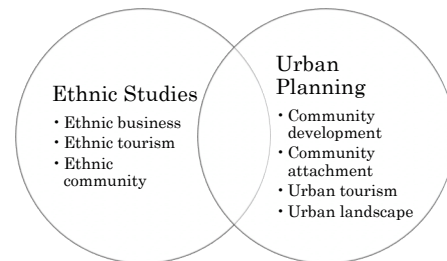 Ethnic Studies
• Ethnic business
• Ethnic tourism
• Ethnic
community
Urban
Planning
• Community
development
• Community
attachment
• Urban tourism
• Urban landscape